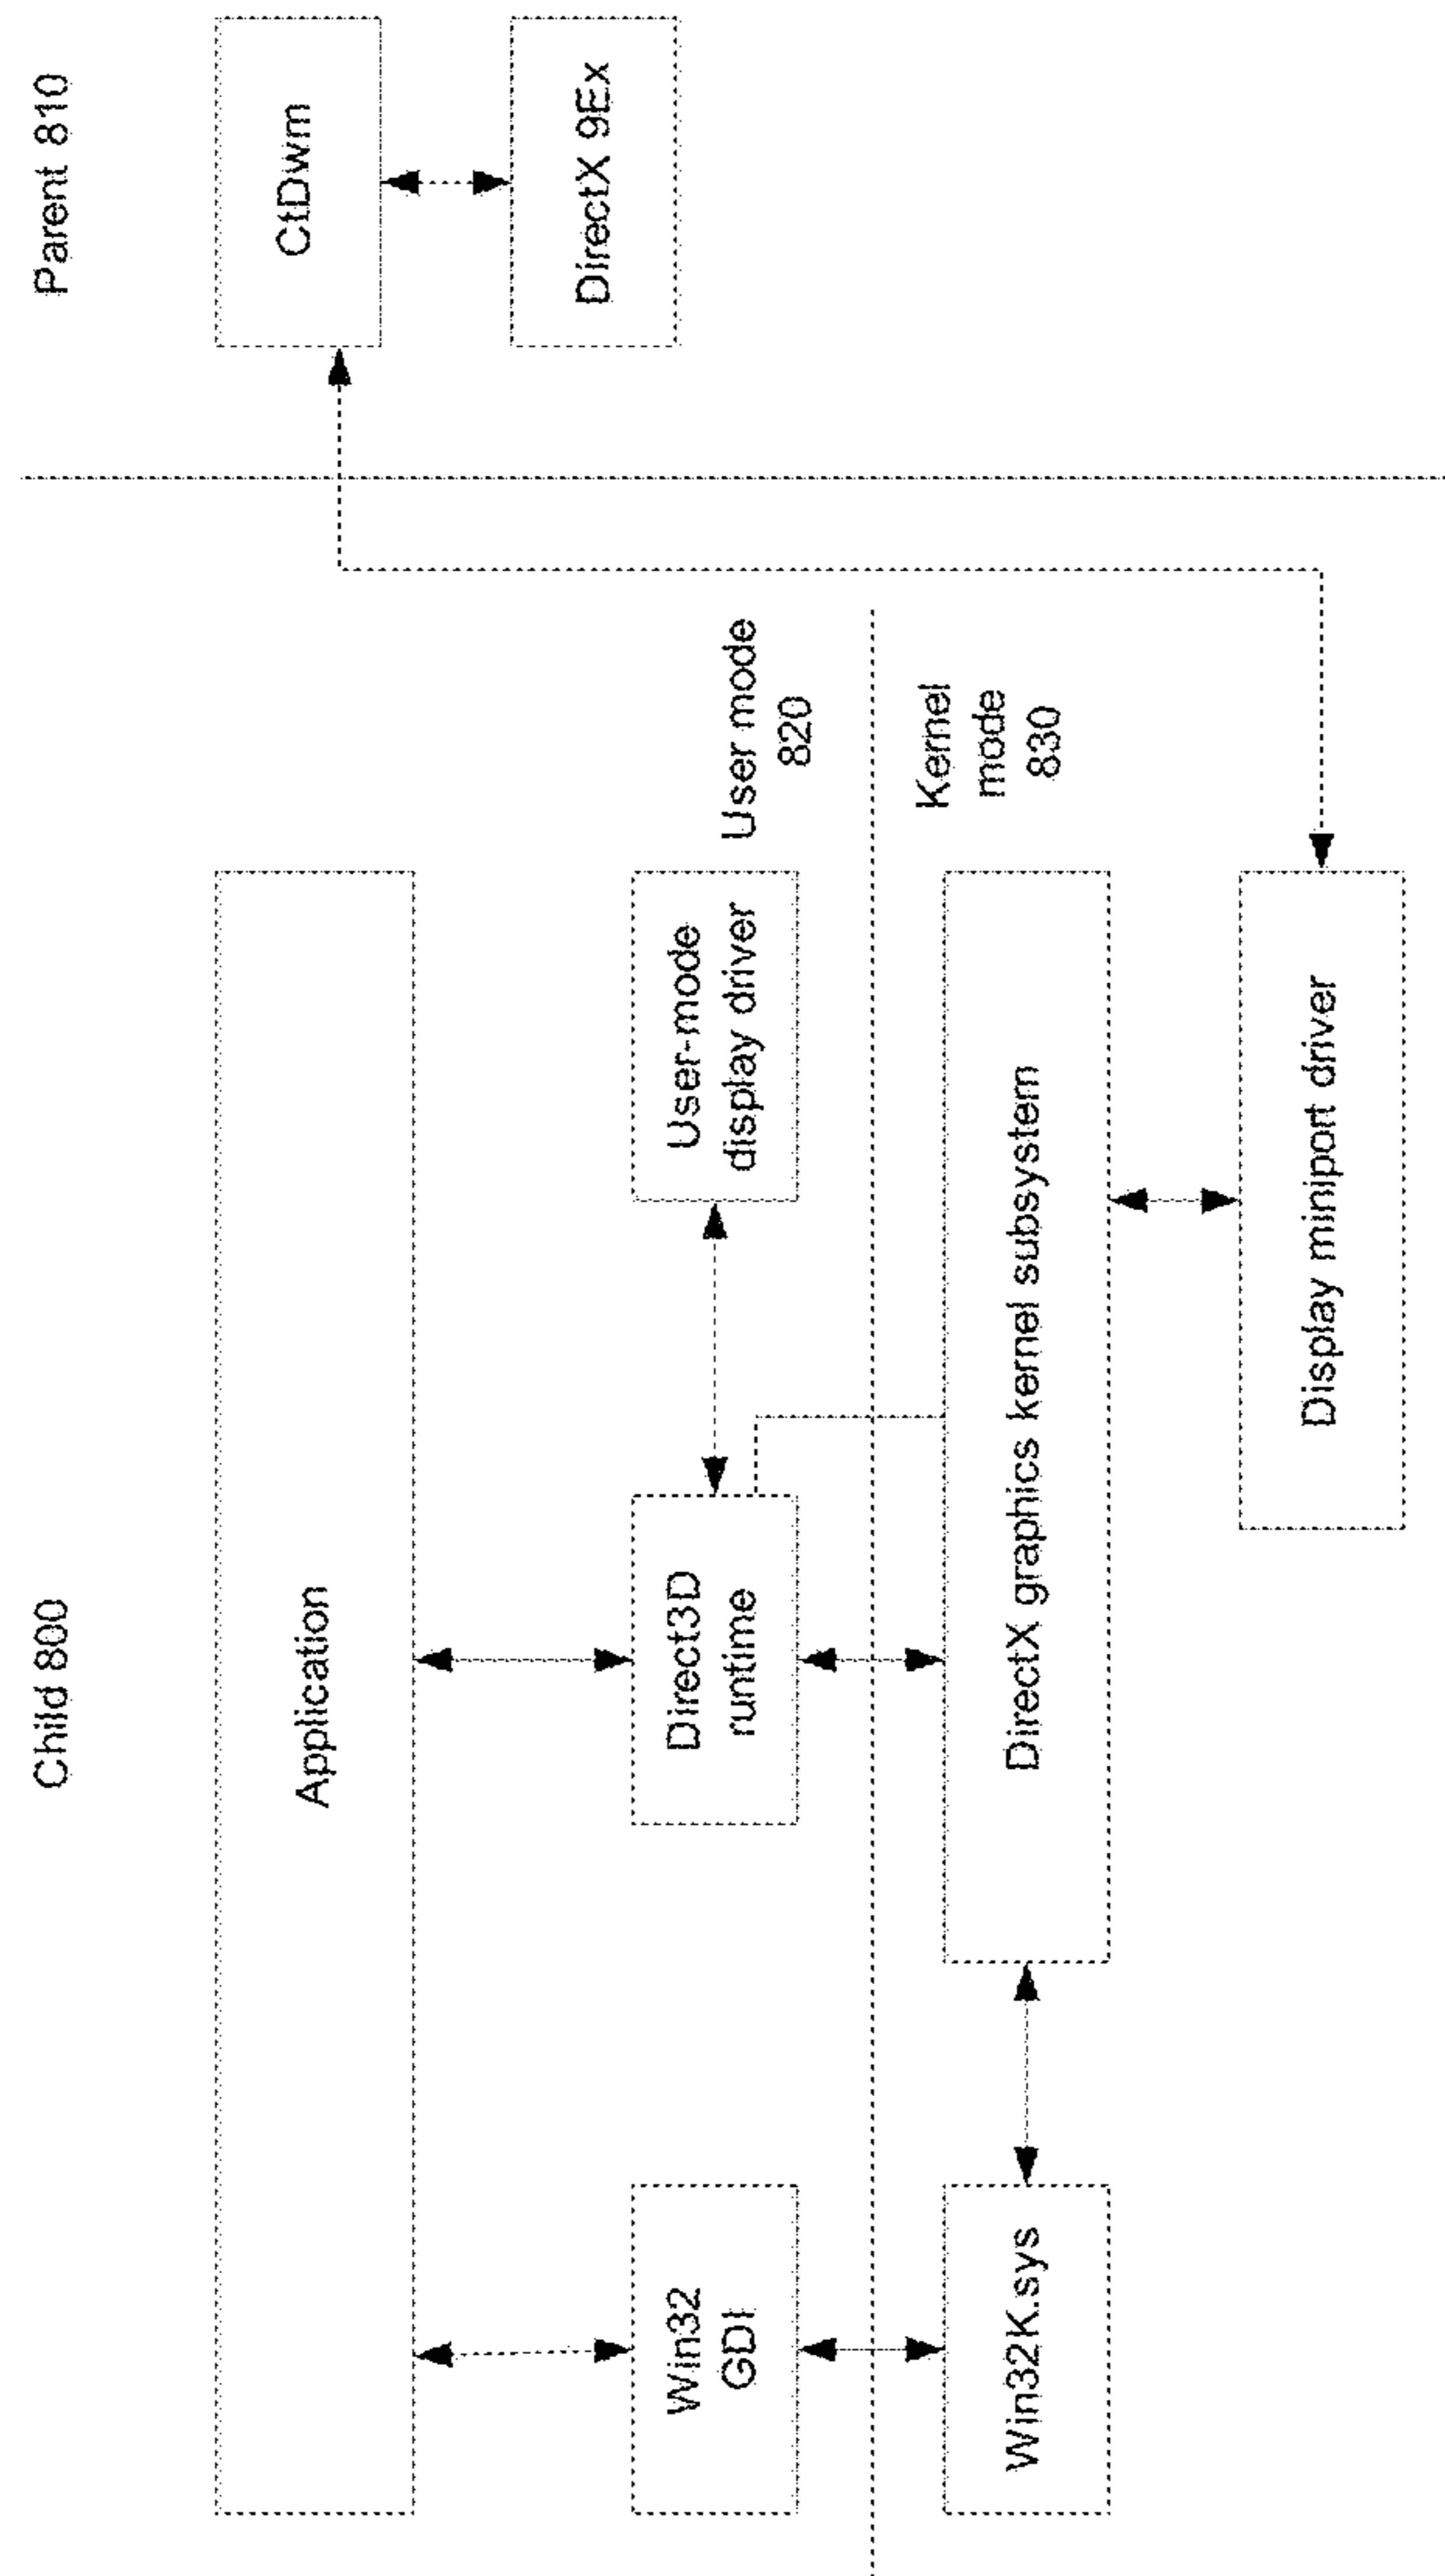 Child 800
Parent 810
Application
CtDwm
DirectX 9Ex
Win32
GDI
Direct3D
runtime
User-mode
display driver
User mode
820
Kernel
mode
830
Win32K.sys
DirectX graphics kernel subsystem
Display miniport driver